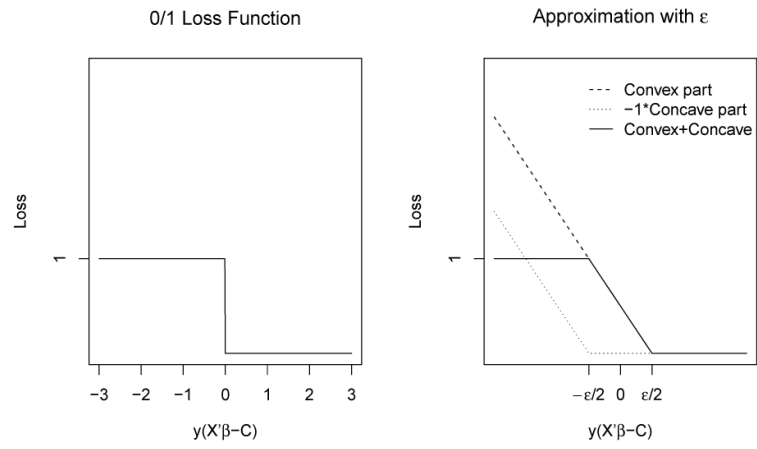 0/1 Loss Function
Loss
1
−3 −2 −1 0 1 2 3
y(X'β−C)
Approximation with ε
Convex part
−1*Concave part
Convex+Concave
Loss
1
−ε/2 0 ε/2
y(X'β−C)